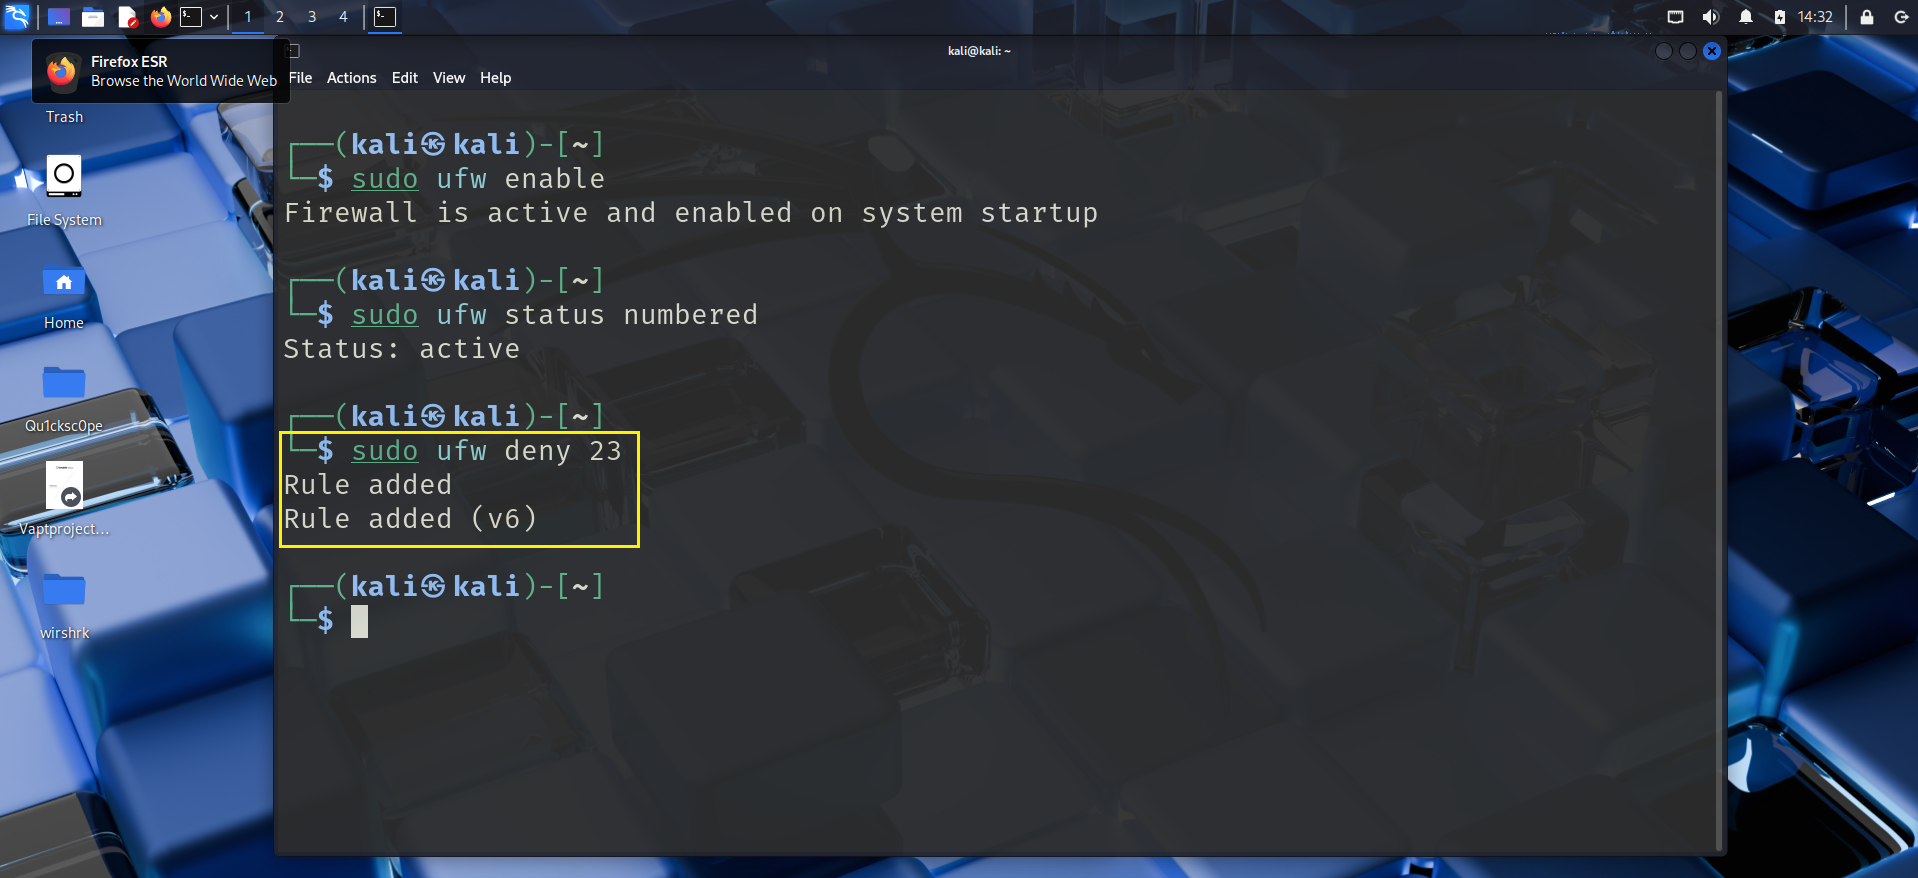 1 2 3 4
14:32
kali@kali: ~
Firefox ESR
Browse the World Wide Web
File Actions Edit View Help
Trash
File System
Home
Qu1cksc0pe
Vaptproject...
wirshrk
┌──(kali㉿kali)-[~]
└─$ sudo ufw enable
Firewall is active and enabled on system startup
┌──(kali㉿kali)-[~]
└─$ sudo ufw status numbered
Status: active
┌──(kali㉿kali)-[~]
└─$ sudo ufw deny 23
Rule added
Rule added (v6)
┌──(kali㉿kali)-[~]
└─$